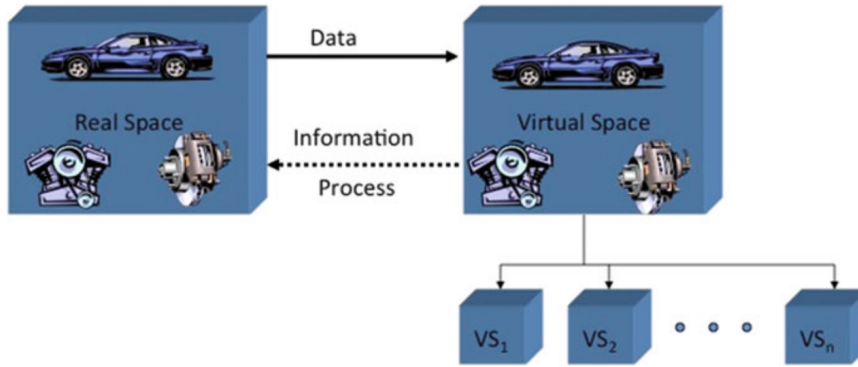 Data
Real Space
Virtual Space
Information
Process
VS₁
VS₂
VSₙ